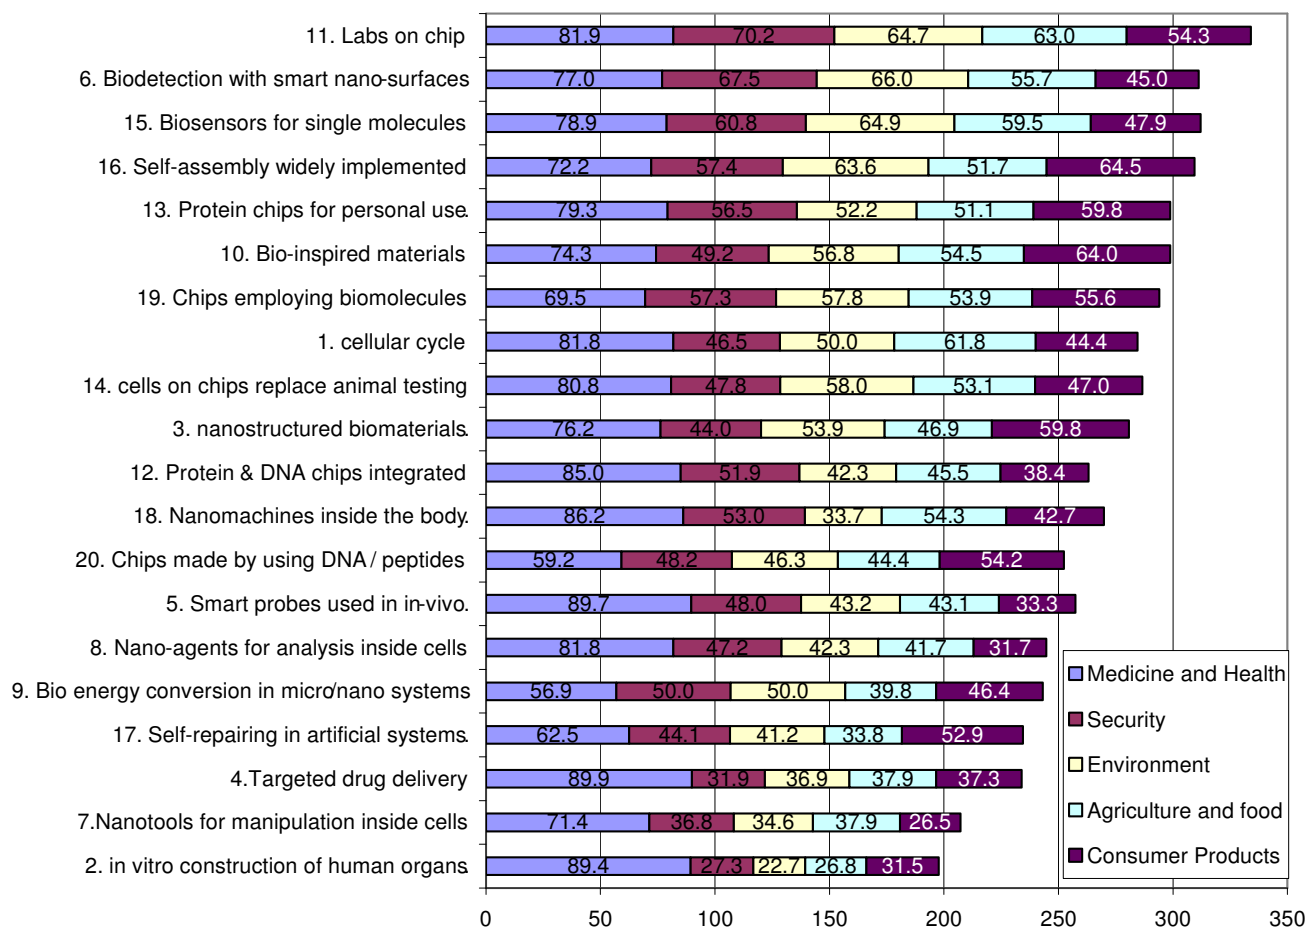 11. Labs on chip 81.9 70.2 64.7 63.0 54.3
6. Biodetection with smart nano-surfaces 77.0 67.5 66.0 55.7 45.0
15. Biosensors for single molecules 78.9 60.8 64.9 59.5 47.9
16. Self-assembly widely implemented 72.2 57.4 63.6 51.7 64.5
13. Protein chips for personal use. 79.3 56.5 52.2 51.1 59.8
10. Bio-inspired materials 74.3 49.2 56.8 54.5 64.0
19. Chips employing biomolecules 69.5 57.3 57.8 53.9 55.6
1. cellular cycle 81.8 46.5 50.0 61.8 44.4
14. cells on chips replace animal testing 80.8 47.8 58.0 53.1 47.0
3. nanostructured biomaterials. 76.2 44.0 53.9 46.9 59.8
12. Protein & DNA chips integrated 85.0 51.9 42.3 45.5 38.4
18. Nanomachines inside the body. 86.2 53.0 33.7 54.3 42.7
20. Chips made by using DNA / peptides 59.2 48.2 46.3 44.4 54.2
5. Smart probes used in in-vivo. 89.7 48.0 43.2 43.1 33.3
8. Nano-agents for analysis inside cells 81.8 47.2 42.3 41.7 31.7
9. Bio energy conversion in micro/nano systems 56.9 50.0 50.0 39.8 46.4
17. Self-repairing in artificial systems. 62.5 44.1 41.2 33.8 52.9
4.Targeted drug delivery 89.9 31.9 36.9 37.9 37.3
7.Nanotools for manipulation inside cells 71.4 36.8 34.6 37.9 26.5
2. in vitro construction of human organs. 89.4 27.3 22.7 26.8 31.5
0 50 100 150 200 250 300 350
Medicine and Health
Security
Environment
Agriculture and food
Consumer Products